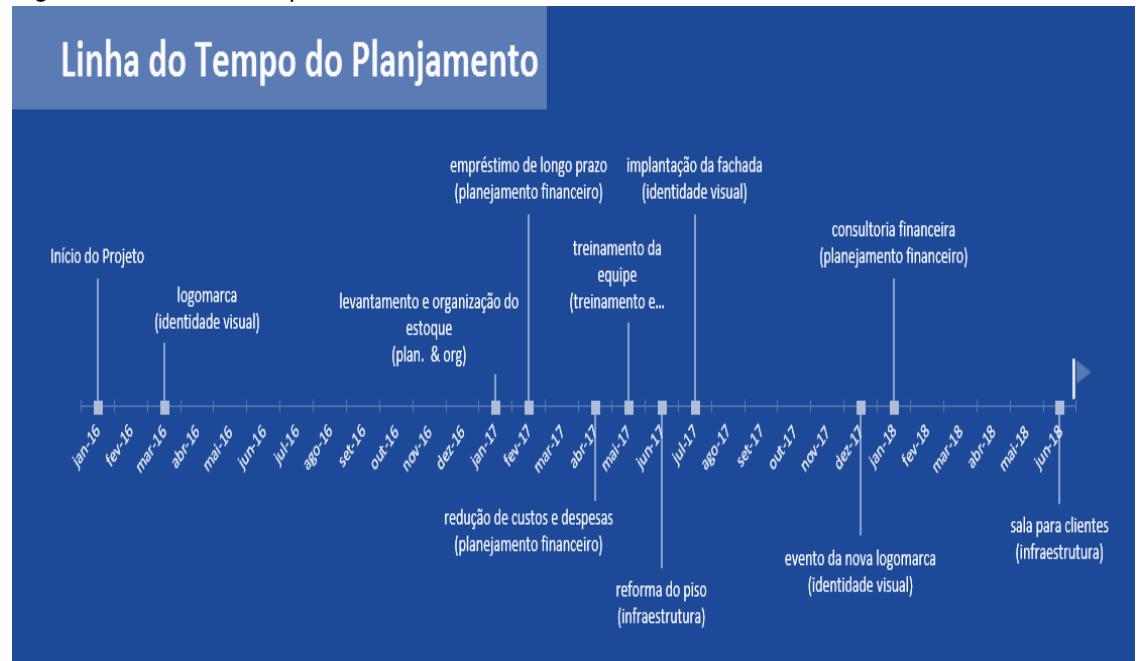 Linha do Tempo do Planjamento
empréstimo de longo prazo
(planejamento financeiro)
implantação da fachada
(identidade visual)
consultoria financeira
(planejamento financeiro)
Início do Projeto
treinamento da
equipe
(treinamento e...
logomarca
(identidade visual)
levantamento e organização do
estoque
(plan. & org)
jan-16
fev-16
mar-16
abr-16
mai-16
jun-16
jul-16
ago-16
set-16
out-16
nov-16
dez-16
jan-17
fev-17
mar-17
abr-17
mai-17
jun-17
jul-17
ago-17
set-17
out-17
nov-17
dez-17
jan-18
fev-18
mar-18
abr-18
mai-18
jun-18
redução de custos e despesas
(planejamento financeiro)
reforma do piso
(infraestrutura)
evento da nova logomarca
(identidade visual)
sala para clientes
(infraestrutura)